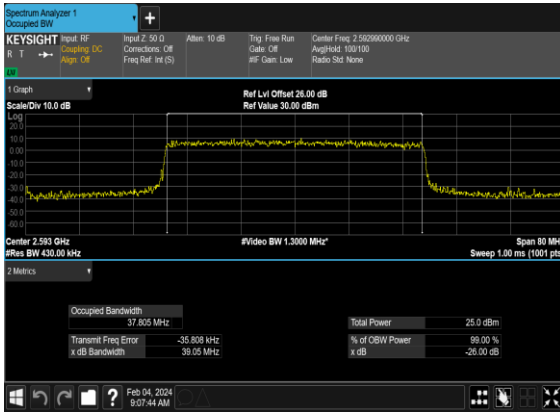 Spectrum Analyzer 1
Occupied BW
KEYSIGHT Input: RF Input Z: 50 Ω Atten: 10 dB Trig: Free Run Center Freq: 2.592990000 GHz
R T Coupling: DC Corrections: Off Gate: Off Avg|Hold: 100/100
Align: Off Freq Ref: Int (S) #IF Gain: Low Radio Std: None
LXI
1 Graph Ref Lvl Offset 26.00 dB
Scale/Div 10.0 dB Ref Value 30.00 dBm
Log
20.0
10.0
0.00
-10.0
-20.0
-30.0
-40.0
-50.0
-60.0
Center 2.593 GHz #Video BW 1.3000 MHz* Span 80 MH
#Res BW 430.00 kHz Sweep 1.00 ms (1001 pts
2 Metrics
Occupied Bandwidth
37.805 MHz Total Power 25.0 dBm
Transmit Freq Error -35.808 kHz % of OBW Power 99.00 %
x dB Bandwidth 39.05 MHz x dB -26.00 dB
Feb 04, 2024
9:07:44 AM